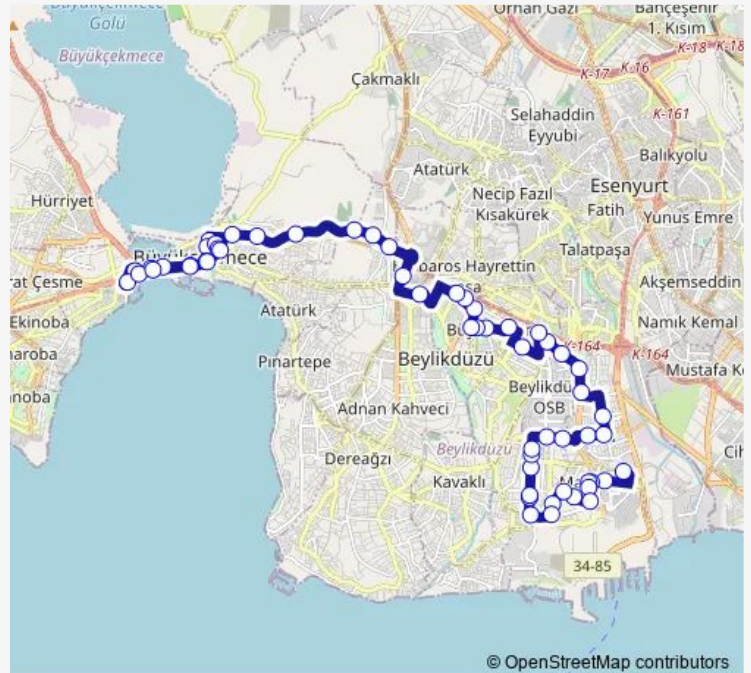 Büyükçekmece
Gölü
Büyükçekmece
Orhan Gazi
Bahçeşehir
1. Kısım
K-18
K-18
K-17
K-16
Çakmaklı
K-161
Selahaddin
Eyyubi
Balıkyolu
Atatürk
Necip Fazıl
Kısakürek
Esenyurt
Hürriyet
Fatih
Yunus Emre
Talatpaşa
rat Çesme
Akşemseddin
Atatürk
Ekinoba
Namık Kemal
K-164
K-164
Pınartepe
Beylikdüzü
Mustafa Ke
OSB
Adnan Kahveci
Beylikdüzü
Dereağzı
Kavaklı
34-85
© OpenStreetMap contributors